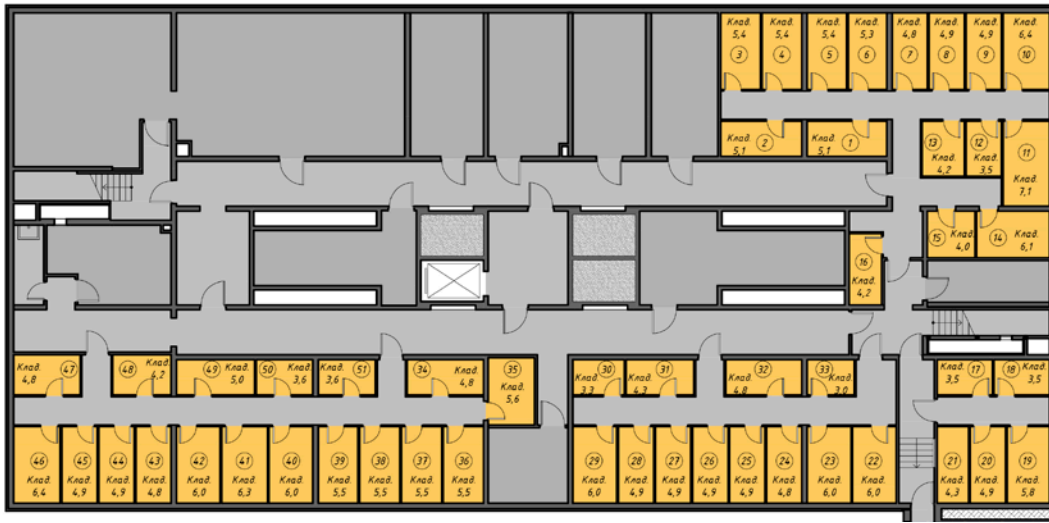 Клад. 5,4 3
Клад. 5,4 4
Клад. 5,4 5
Клад. 5,3 6
Клад. 4,8 7
Клад. 4,9 8
Клад. 4,9 9
Клад. 6,4 10
Клад. 5,1 2
Клад. 5,1 1
13 Клад. 4,2
12 Клад. 3,5
11 Клад. 7,1
15 Клад. 4,0
14 Клад. 6,1
16 Клад. 4,2
Клад. 4,8 47
48 Клад. 4,2
49 Клад. 5,0
50 Клад. 3,6
Клад. 3,6 51
34 Клад. 4,8
35 Клад. 5,6
30 Клад. 3,3
31 Клад. 4,3
32 Клад. 4,8
33 Клад. 3,0
Клад. 3,5 17
18 Клад. 3,5
46 Клад. 6,4
45 Клад. 4,9
44 Клад. 4,9
43 Клад. 4,8
42 Клад. 6,0
41 Клад. 6,3
40 Клад. 6,0
39 Клад. 5,5
38 Клад. 5,5
37 Клад. 5,5
36 Клад. 5,5
29 Клад. 6,0
28 Клад. 4,9
27 Клад. 4,9
26 Клад. 4,9
25 Клад. 4,9
24 Клад. 4,8
23 Клад. 6,0
22 Клад. 6,0
21 Клад. 4,3
20 Клад. 4,9
19 Клад. 5,8